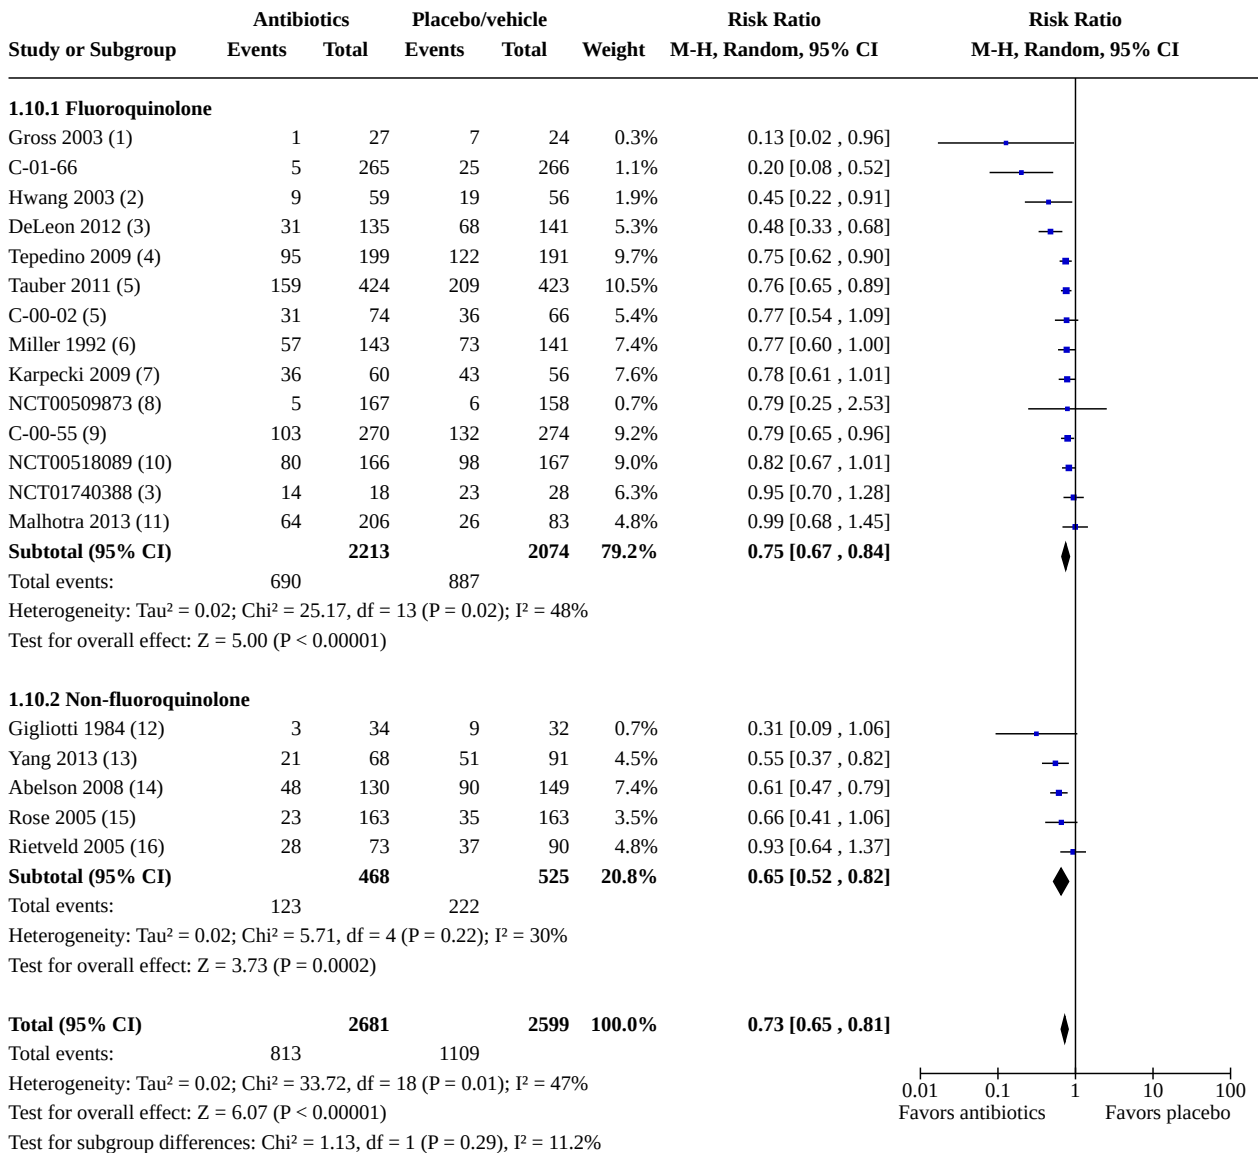 Antibiotics Placebo/vehicle Risk Ratio Risk Ratio
Study or Subgroup Events Total Events Total Weight M-H, Random, 95% CI M-H, Random, 95% CI
1.10.1 Fluoroquinolone
Gross 2003 (1) 1 27 7 24 0.3% 0.13 [0.02 , 0.96]
C-01-66 5 265 25 266 1.1% 0.20 [0.08 , 0.52]
Hwang 2003 (2) 9 59 19 56 1.9% 0.45 [0.22 , 0.91]
DeLeon 2012 (3) 31 135 68 141 5.3% 0.48 [0.33 , 0.68]
Tepedino 2009 (4) 95 199 122 191 9.7% 0.75 [0.62 , 0.90]
Tauber 2011 (5) 159 424 209 423 10.5% 0.76 [0.65 , 0.89]
C-00-02 (5) 31 74 36 66 5.4% 0.77 [0.54 , 1.09]
Miller 1992 (6) 57 143 73 141 7.4% 0.77 [0.60 , 1.00]
Karpecki 2009 (7) 36 60 43 56 7.6% 0.78 [0.61 , 1.01]
NCT00509873 (8) 5 167 6 158 0.7% 0.79 [0.25 , 2.53]
C-00-55 (9) 103 270 132 274 9.2% 0.79 [0.65 , 0.96]
NCT00518089 (10) 80 166 98 167 9.0% 0.82 [0.67 , 1.01]
NCT01740388 (3) 14 18 23 28 6.3% 0.95 [0.70 , 1.28]
Malhotra 2013 (11) 64 206 26 83 4.8% 0.99 [0.68 , 1.45]
Subtotal (95% CI) 2213 2074 79.2% 0.75 [0.67 , 0.84]
Total events: 690 887
Heterogeneity: Tau² = 0.02; Chi² = 25.17, df = 13 (P = 0.02); I² = 48%
Test for overall effect: Z = 5.00 (P < 0.00001)
1.10.2 Non-fluoroquinolone
Gigliotti 1984 (12) 3 34 9 32 0.7% 0.31 [0.09 , 1.06]
Yang 2013 (13) 21 68 51 91 4.5% 0.55 [0.37 , 0.82]
Abelson 2008 (14) 48 130 90 149 7.4% 0.61 [0.47 , 0.79]
Rose 2005 (15) 23 163 35 163 3.5% 0.66 [0.41 , 1.06]
Rietveld 2005 (16) 28 73 37 90 4.8% 0.93 [0.64 , 1.37]
Subtotal (95% CI) 468 525 20.8% 0.65 [0.52 , 0.82]
Total events: 123 222
Heterogeneity: Tau² = 0.02; Chi² = 5.71, df = 4 (P = 0.22); I² = 30%
Test for overall effect: Z = 3.73 (P = 0.0002)
Total (95% CI) 2681 2599 100.0% 0.73 [0.65 , 0.81]
Total events: 813 1109
Heterogeneity: Tau² = 0.02; Chi² = 33.72, df = 18 (P = 0.01); I² = 47% 0.01 0.1 1 10 100
Test for overall effect: Z = 6.07 (P < 0.00001) Favors antibiotics Favors placebo
Test for subgroup differences: Chi² = 1.13, df = 1 (P = 0.29), I² = 11.2%